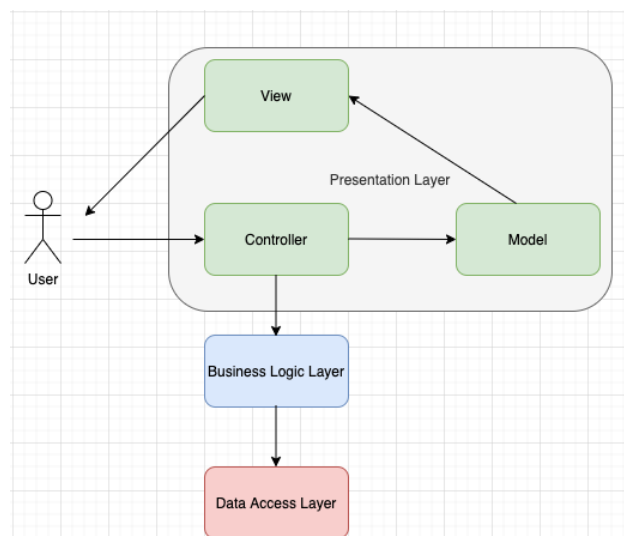 View
Presentation Layer
Controller
Model
User
Business Logic Layer
Data Access Layer